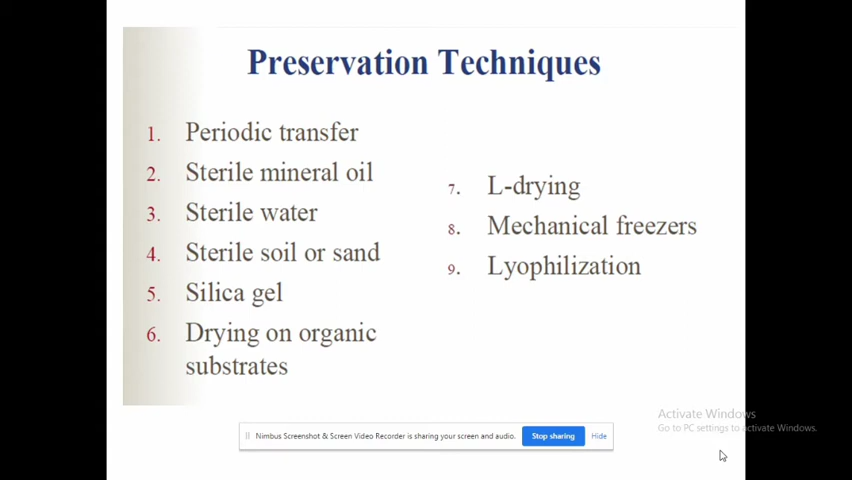 Preservation Techniques
1. Periodic transfer
2. Sterile mineral oil
3. Sterile water
4. Sterile soil or sand
5. Silica gel
6. Drying on organic
substrates
7. L-drying
8. Mechanical freezers
9. Lyophilization
Activate Windows
Go to PC settings to activate Windows.
Nimbus Screenshot & Screen Video Recorder is sharing your screen and audio. Stop sharing Hide